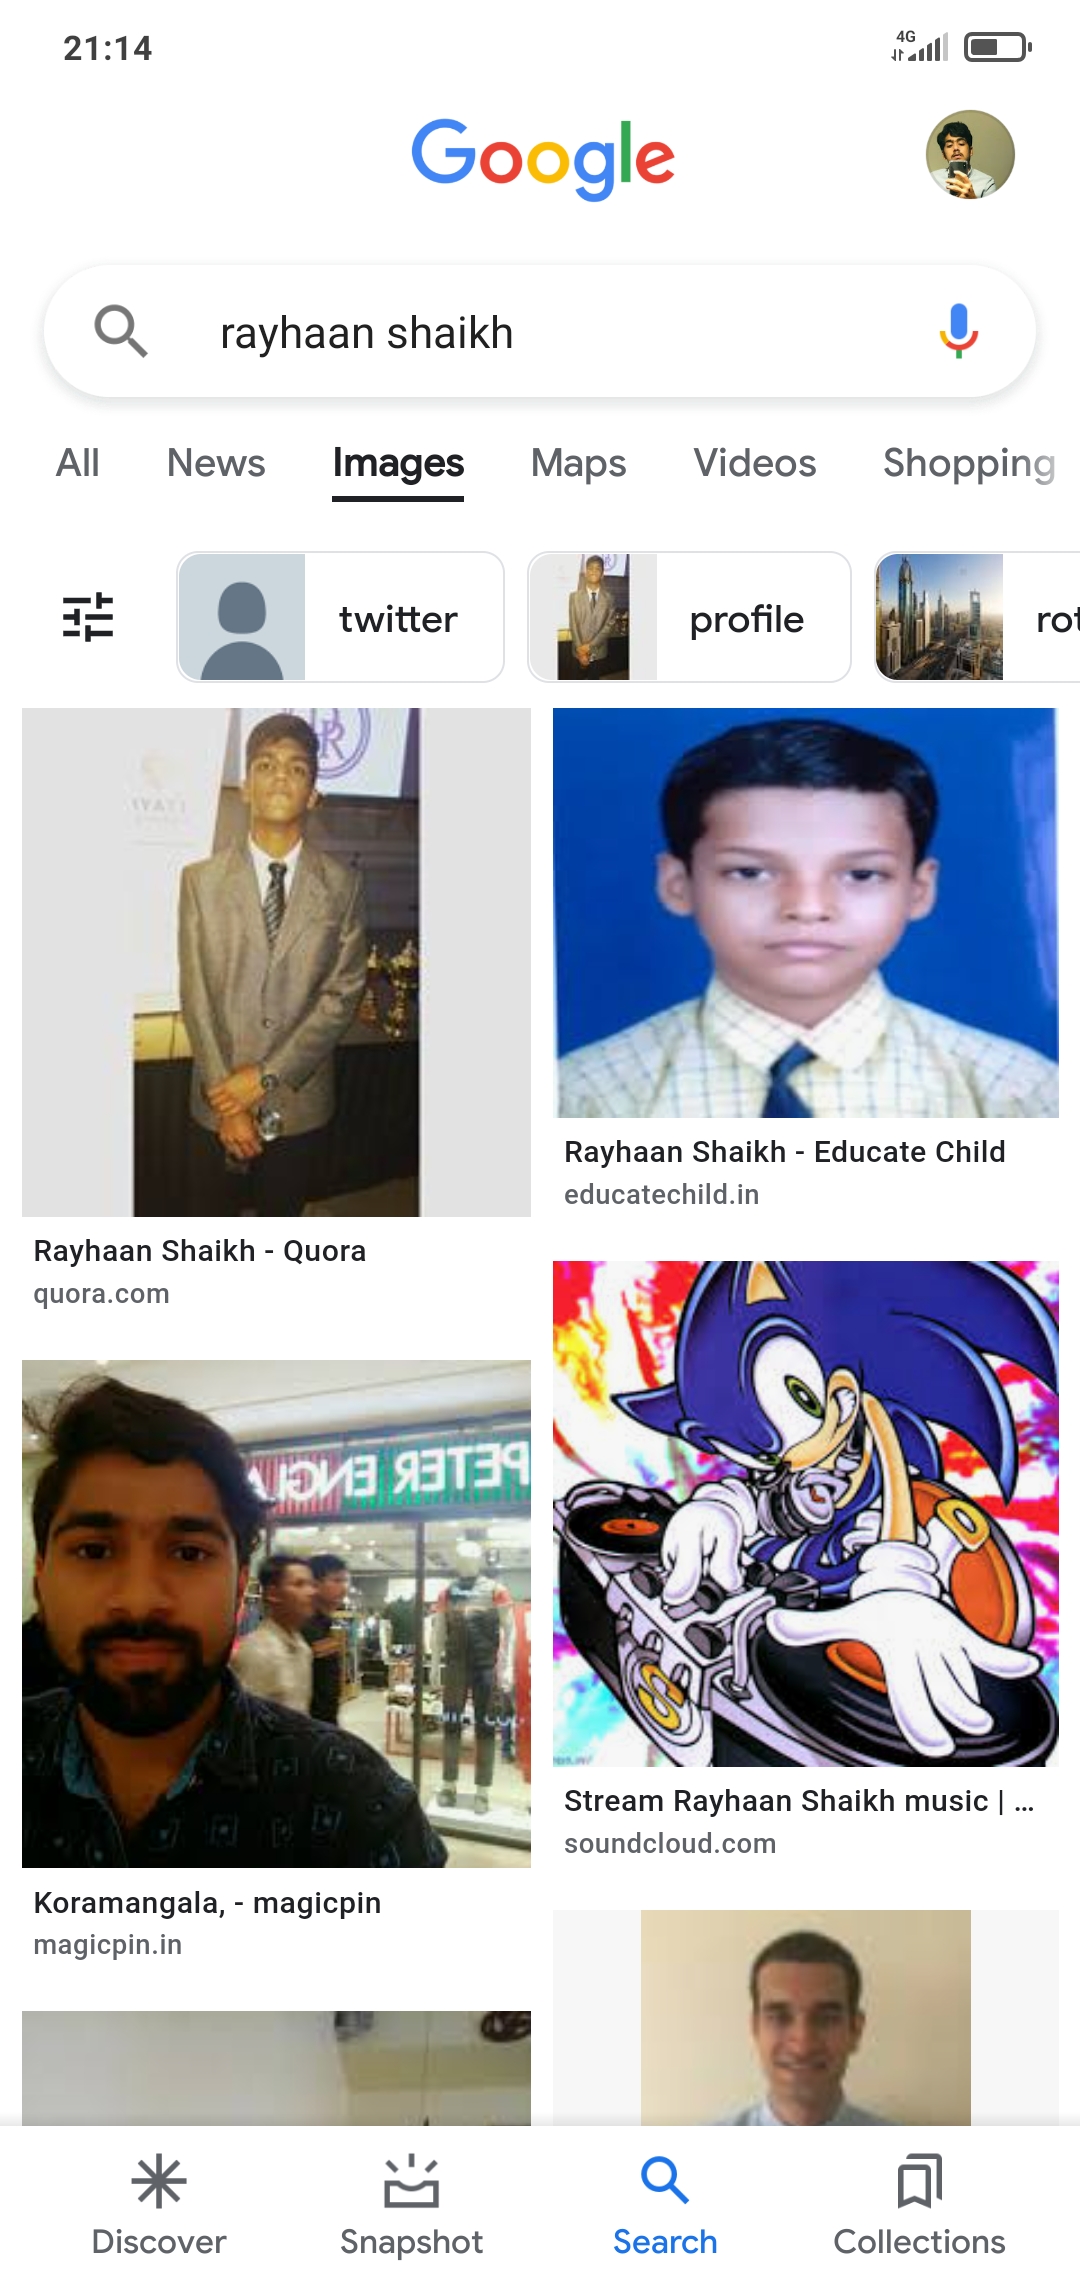 21:14
4G
Google
rayhaan shaikh
All News Images Maps Videos Shopping
twitter profile rot
Rayhaan Shaikh - Educate Child
educatechild.in
Rayhaan Shaikh - Quora
quora.com
PETER ENGLA
Stream Rayhaan Shaikh music | ...
soundcloud.com
Koramangala, - magicpin
magicpin.in
Discover Snapshot Search Collections